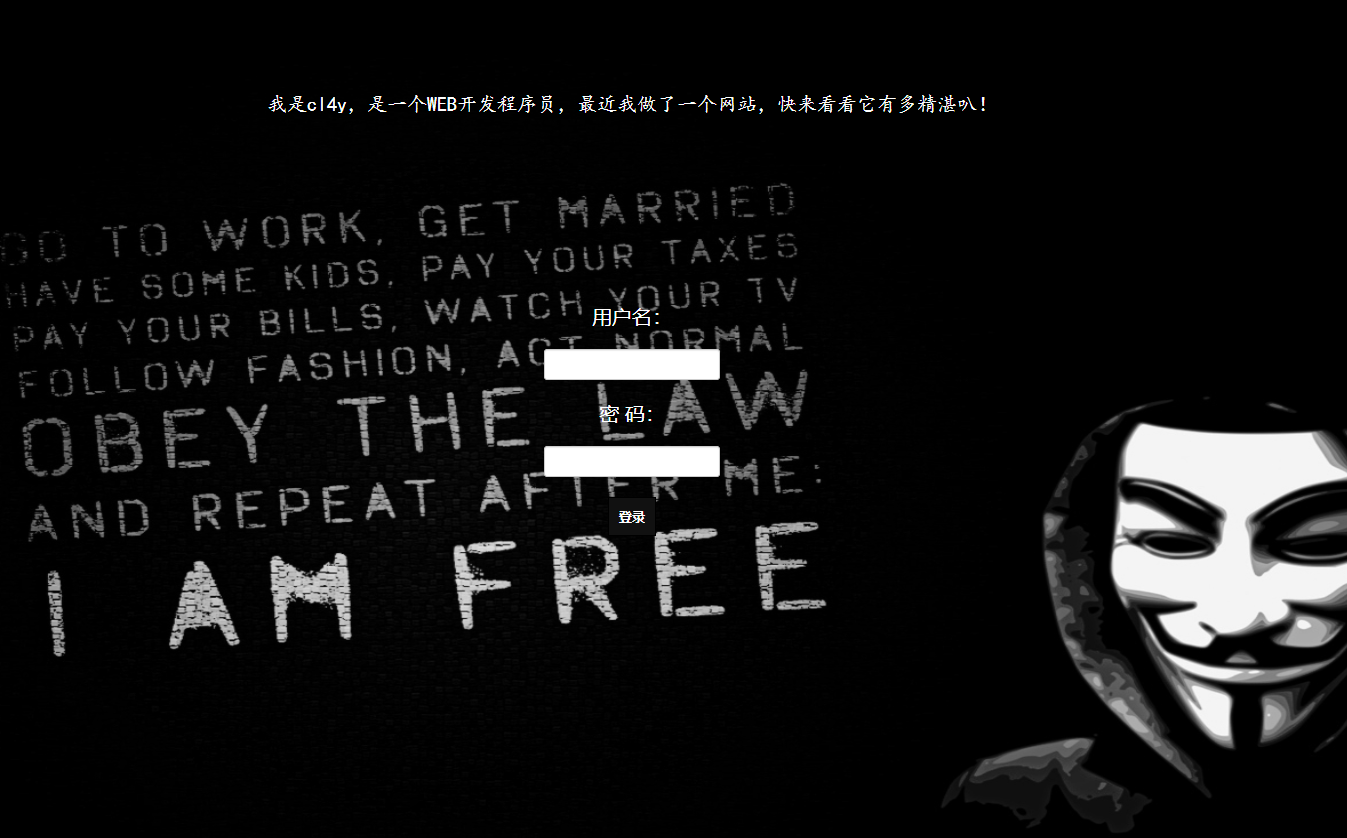 我是cl4y，是一个WEB开发程序员，最近我做了一个网站，快来看看它有多精湛叭！
GO TO WORK, GET MARRIED
HAVE SOME KIDS, PAY YOUR TAXES
PAY YOUR BILLS, WATCH YOUR TV
FOLLOW FASHION, ACT NORMAL
OBEY THE LAW
AND REPEAT AFTER ME:
I AM FREE
用户名：
密 码：
登录